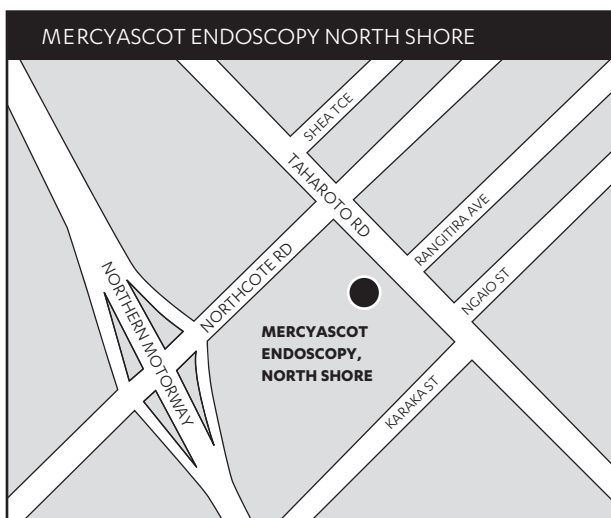 MERCYASCOT ENDOSCOPY NORTH SHORE
SHEA TCE
TAHAROTO RD
RANGITIRA AVE
NORTHCOTE RD
NGAIO ST
NORTHERN MOTORWAY
MERCYASCOT
ENDOSCOPY,
NORTH SHORE
KARAKA ST